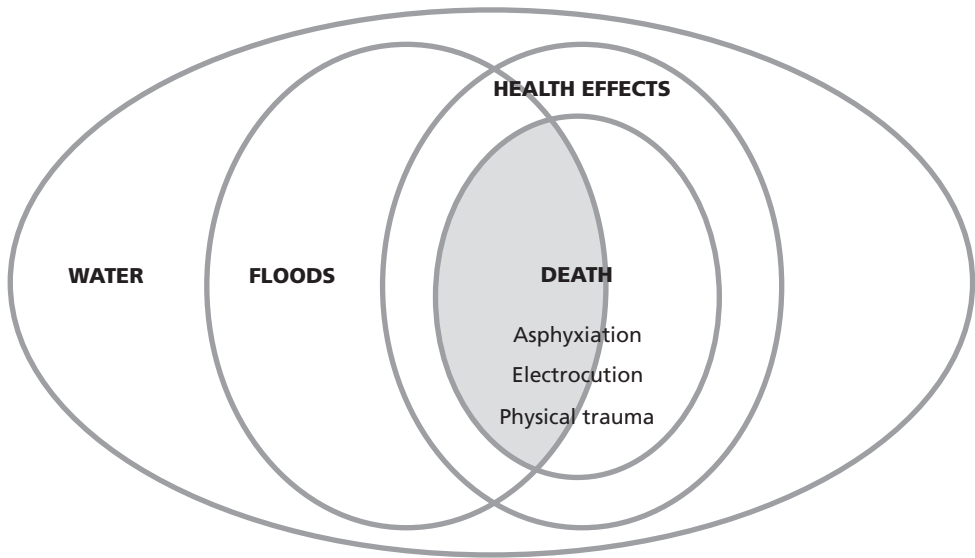 HEALTH EFFECTS
WATER
FLOODS
DEATH
Asphyxiation
Electrocution
Physical trauma